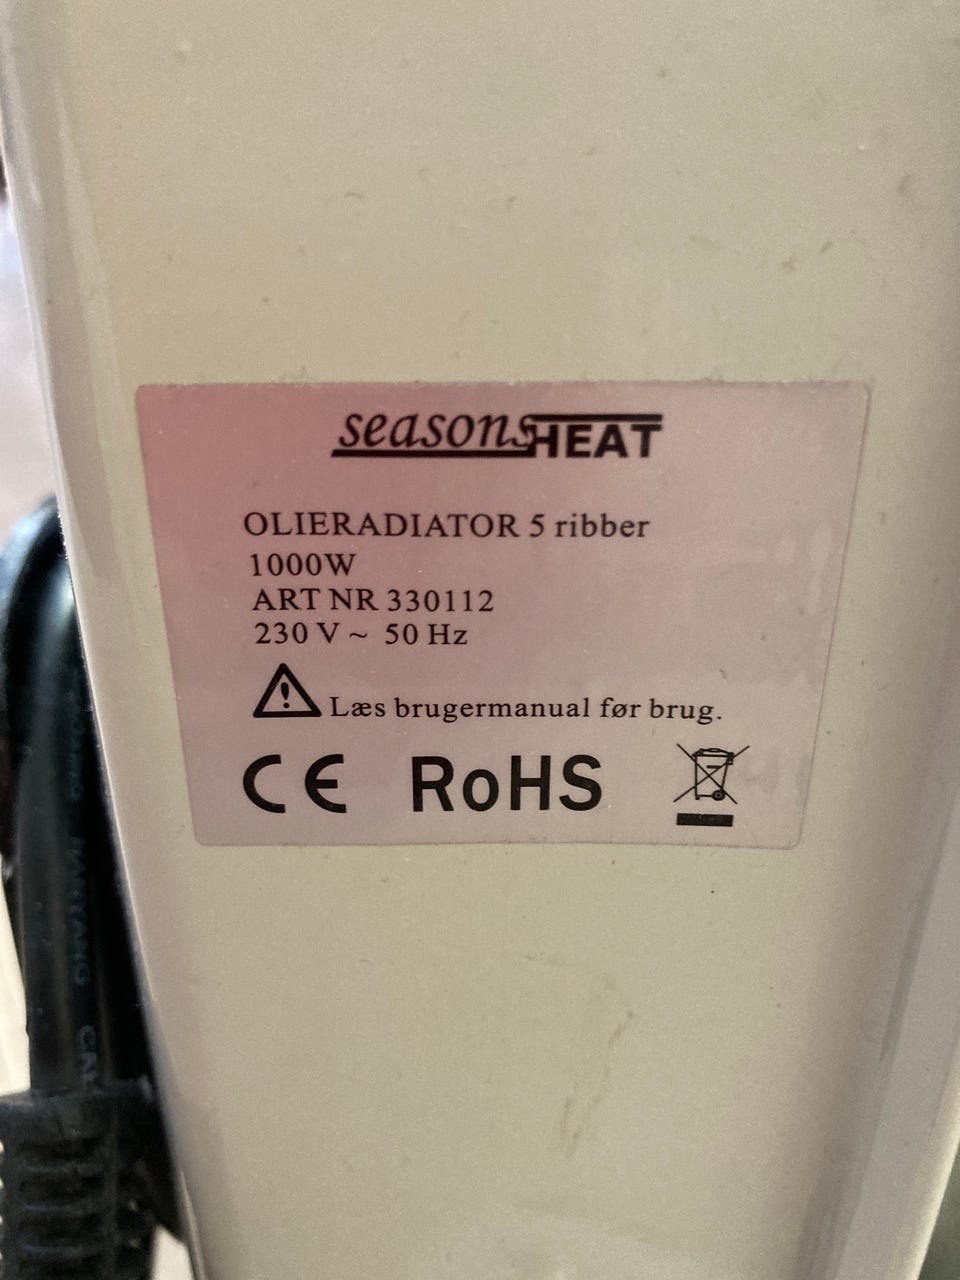 seasonsHEAT
OLIERADIATOR 5 ribber
1000W
ART NR 330112
230 V ~ 50 Hz
Læs brugermanual før brug.
CE RoHS